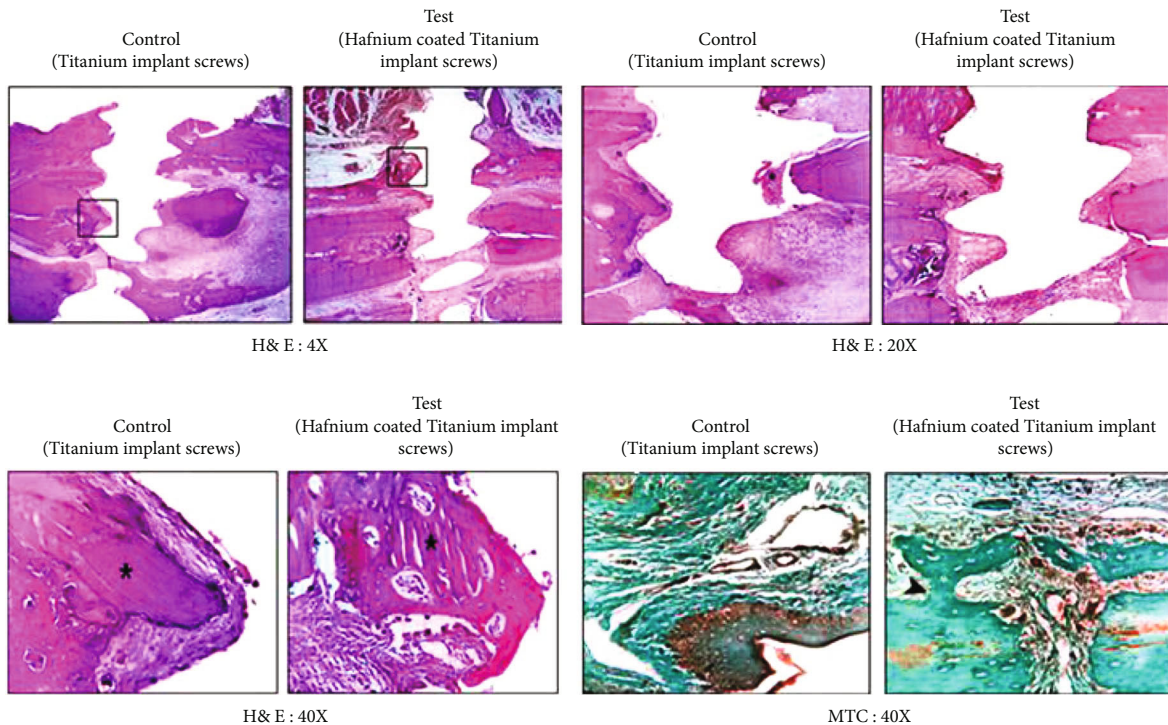 Control
(Titanium implant screws)
Test
(Hafnium coated Titanium
implant screws)
Control
(Titanium implant screws)
Test
(Hafnium coated Titanium
implant screws)
H& E : 4X
H& E : 20X
Control
(Titanium implant screws)
Test
(Hafnium coated Titanium implant
screws)
Control
(Titanium implant screws)
Test
(Hafnium coated Titanium implant
screws)
*
*
H& E : 40X
MTC : 40X